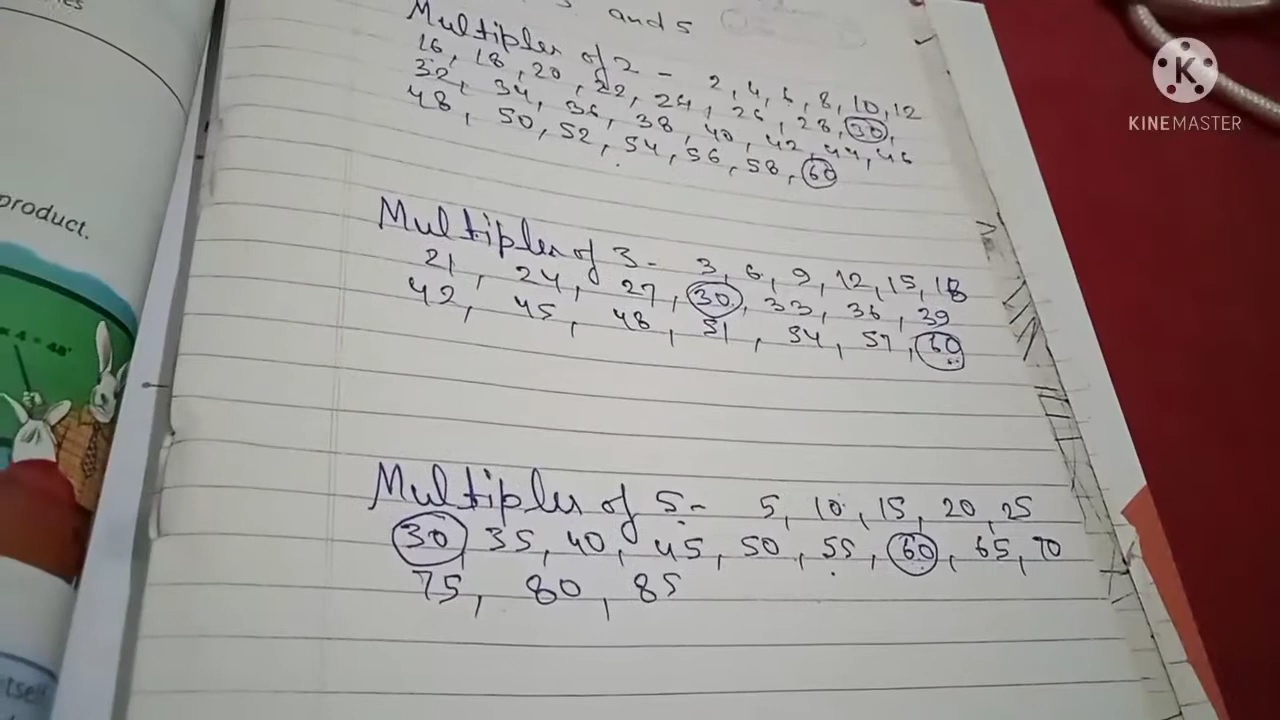 and 5
Multiples of 2 - 2, 4, 6, 8, 10, 12
16, 18, 20, 22, 24, 26, 28, 30,
32, 34, 36, 38, 40, 42, 44, 46
48, 50, 52, 54, 56, 58, 60
Multiples of 3 - 3, 6, 9, 12, 15, 18
21, 24, 27, 30, 33, 36, 39
42, 45, 48, 51, 54, 57, 60
Multiples of 5 - 5, 10, 15, 20, 25
30, 35, 40, 45, 50, 55, 60, 65, 70
75, 80, 85
product.
4 = 48'
itself
K
KINEMASTER